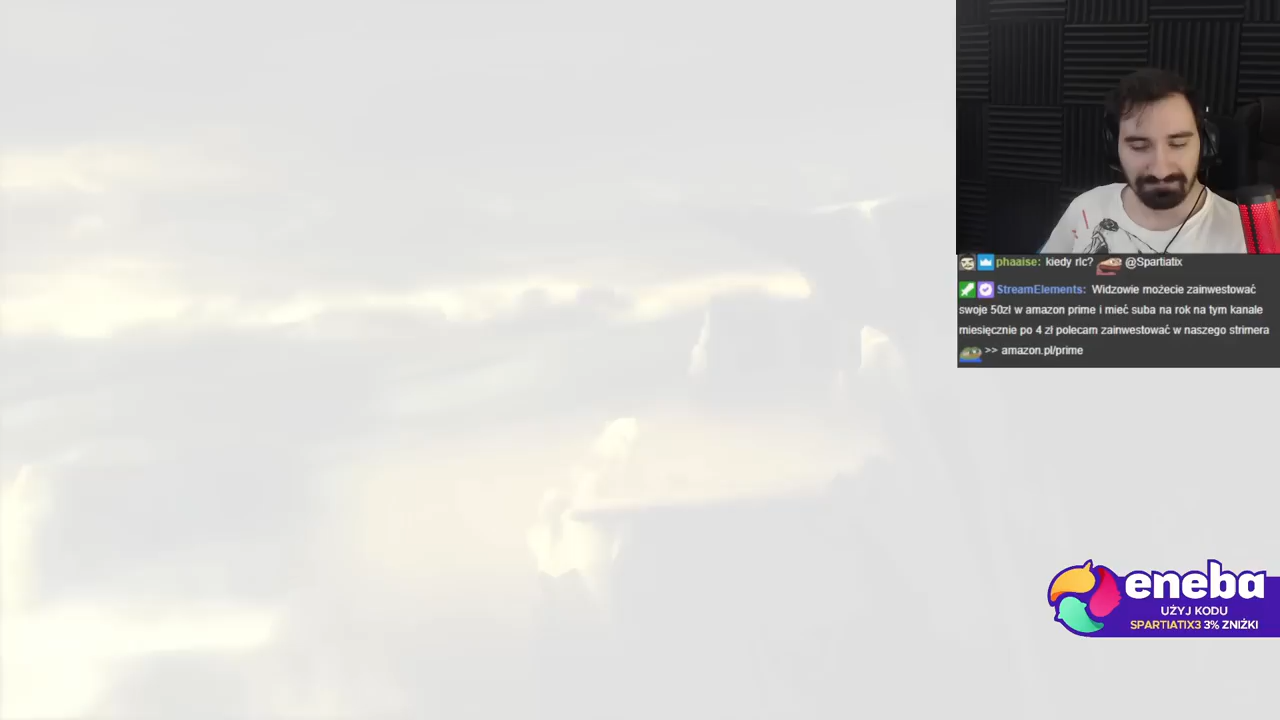 phaaise: kiedy rlc? @Spartiatix
StreamElements: Widzowie możecie zainwestować
swoje 50zł w amazon prime i mieć suba na rok na tym kanale
miesięcznie po 4 zł polecam zainwestować w naszego strimera
>> amazon.pl/prime
eneba
UŻYJ KODU
SPARTIATIX3 3% ZNIŻKI